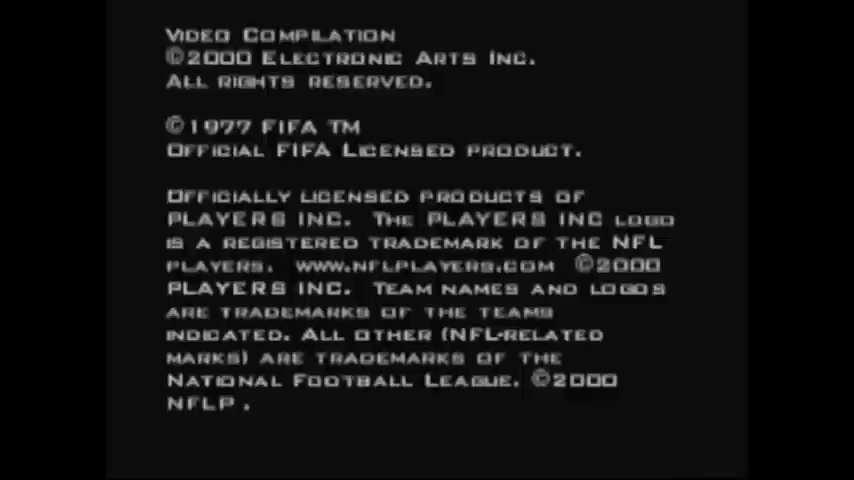 VIDEO COMPILATION
©2000 ELECTRONIC ARTS INC.
ALL RIGHTS RESERVED.
©1977 FIFA TM
OFFICIAL FIFA LICENSED PRODUCT.
OFFICIALLY LICENSED PRODUCTS OF
PLAYERS INC. THE PLAYERS INC LOGO
IS A REGISTERED TRADEMARK OF THE NFL
PLAYERS. WWW.NFLPLAYERS.COM ©2000
PLAYERS INC. TEAM NAMES AND LOGOS
ARE TRADEMARKS OF THE TEAMS
INDICATED. ALL OTHER (NFL-RELATED
MARKS) ARE TRADEMARKS OF THE
NATIONAL FOOTBALL LEAGUE. ©2000
NFLP.